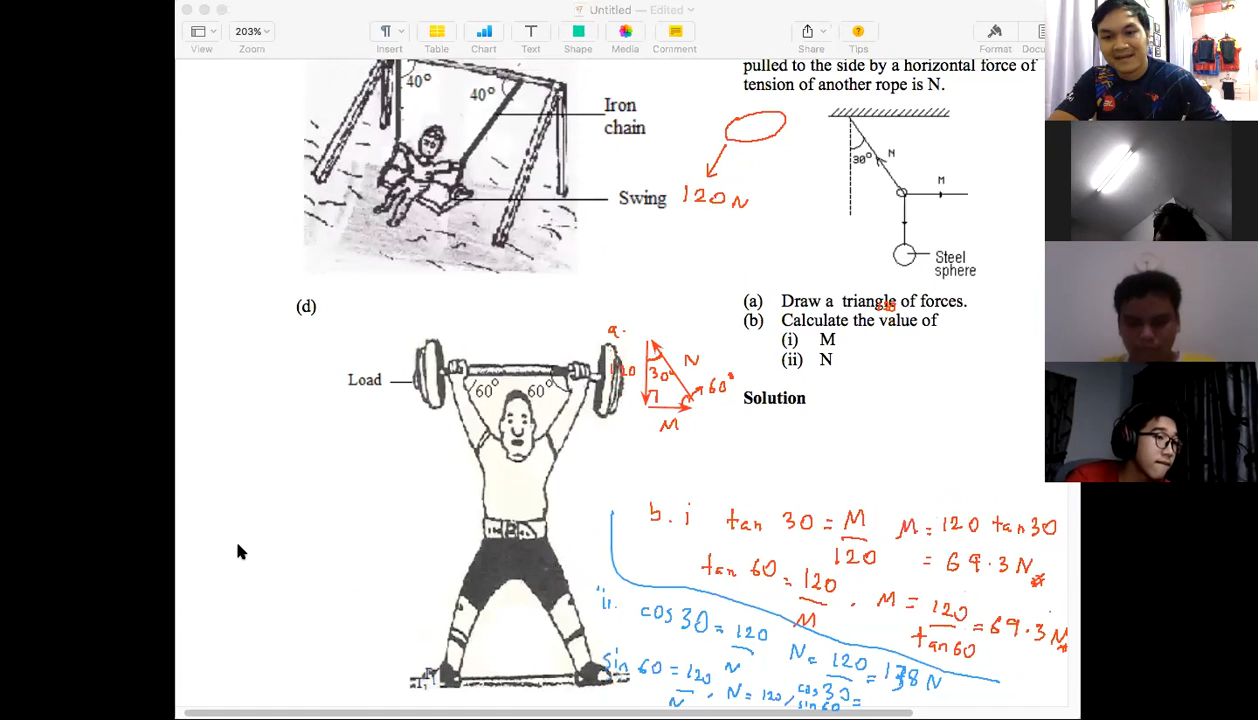 Untitled — Edited
203%
View
Zoom
Insert
Table
Chart
Text
Shape
Media
Comment
Share
Tips
Format
40°
40°
Iron
chain
Swing
120N
pulled to the side by a horizontal force of
tension of another rope is N.
30°
N
M
Steel
sphere
(a) Draw a triangle of forces.
(b) Calculate the value of
(i) M
(ii) N
Solution
(d)
Load
60°
60°
a.
30°
N
60°
M
b. i tan 30 = M/120 M = 120 tan 30
= 69.3 N
tan 60 = 120/M . M = 120/tan 60 = 69.3 N
ii. cos 30 = 120/N N = 120/cos 30 = 138 N
sin 60 = 120/N . N = 120/sin 60 =